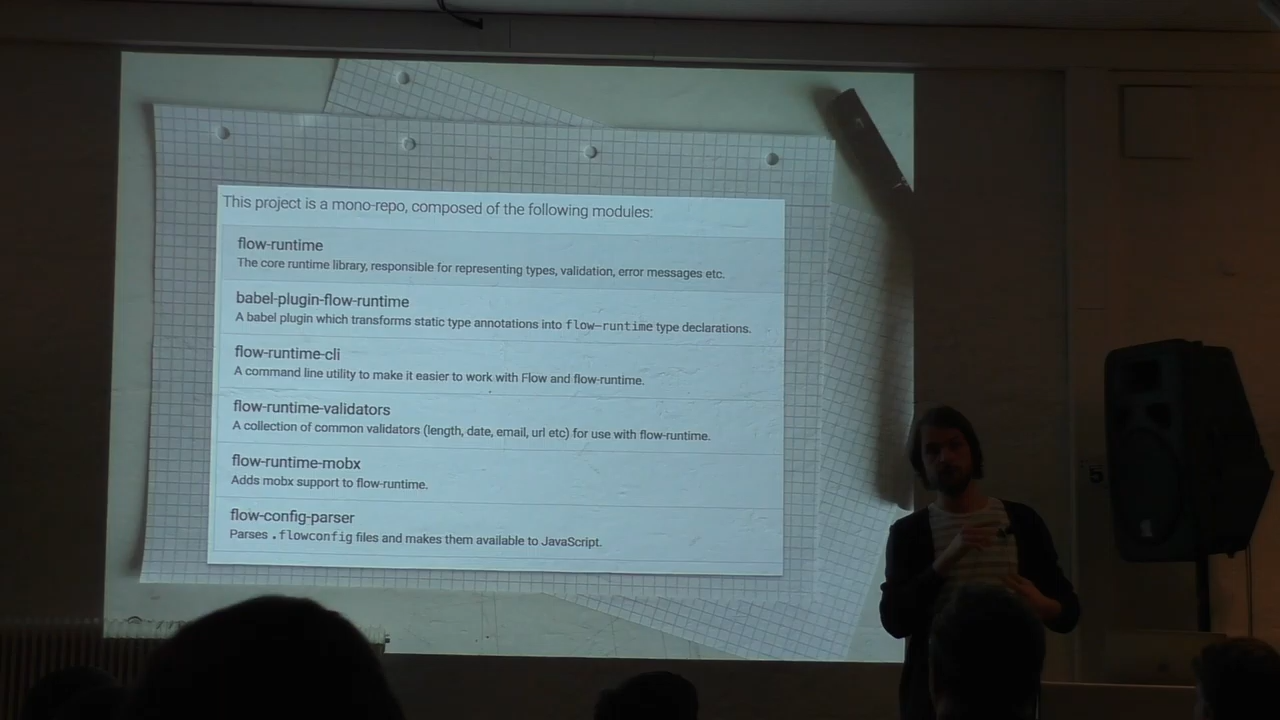 This project is a mono-repo, composed of the following modules:
flow-runtime
The core runtime library, responsible for representing types, validation, error messages etc.
babel-plugin-flow-runtime
A babel plugin which transforms static type annotations into flow-runtime type declarations.
flow-runtime-cli
A command line utility to make it easier to work with Flow and flow-runtime.
flow-runtime-validators
A collection of common validators (length, date, email, url etc) for use with flow-runtime.
flow-runtime-mobx
Adds mobx support to flow-runtime.
flow-config-parser
Parses .flowconfig files and makes them available to JavaScript.